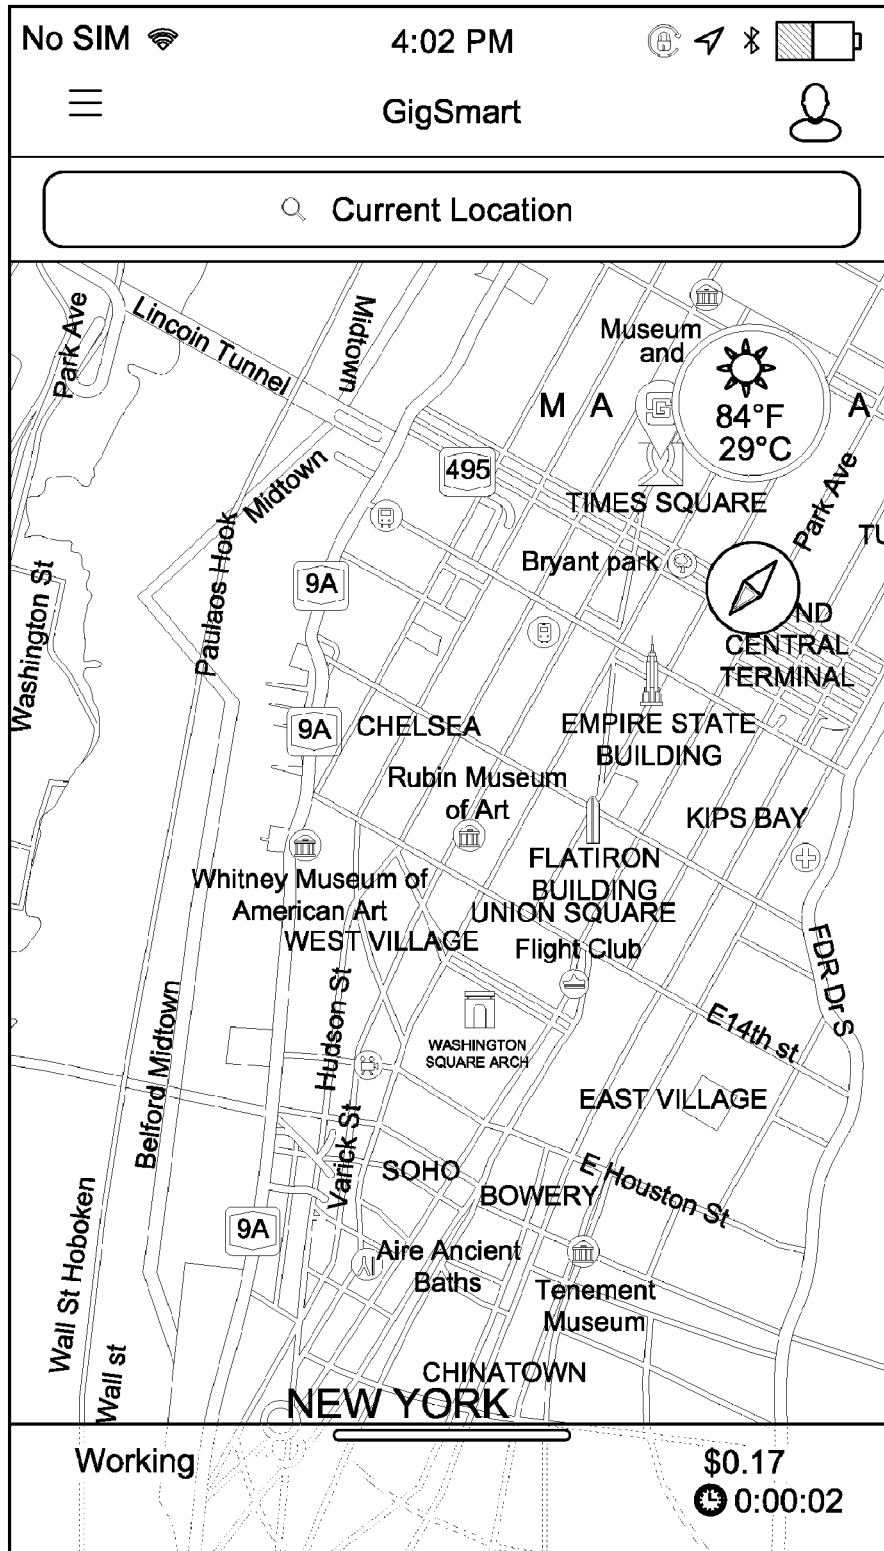 No SIM
4:02 PM
GigSmart
Current Location
Park Ave
Lincoin Tunnel
Midtown
Museum
and
M A
A
84°F
29°C
495
Midtown
TIMES SQUARE
Park Ave
TU
Bryant park
9A
Paulaos Hook
Washington St
ND
CENTRAL
TERMINAL
9A
CHELSEA
EMPIRE STATE
BUILDING
Rubin Museum
of Art
KIPS BAY
FLATIRON
BUILDING
Whitney Museum of
American Art
UNION SQUARE
WEST VILLAGE
Flight Club
FDR Dr S
Hudson St
Belford Midtown
WASHINGTON
SQUARE ARCH
E14th st
EAST VILLAGE
Varick St
SOHO
BOWERY
E Houston St
9A
Wall St Hoboken
Aire Ancient
Baths
Tenement
Museum
Wall st
CHINATOWN
NEW YORK
Working
$0.17
0:00:02